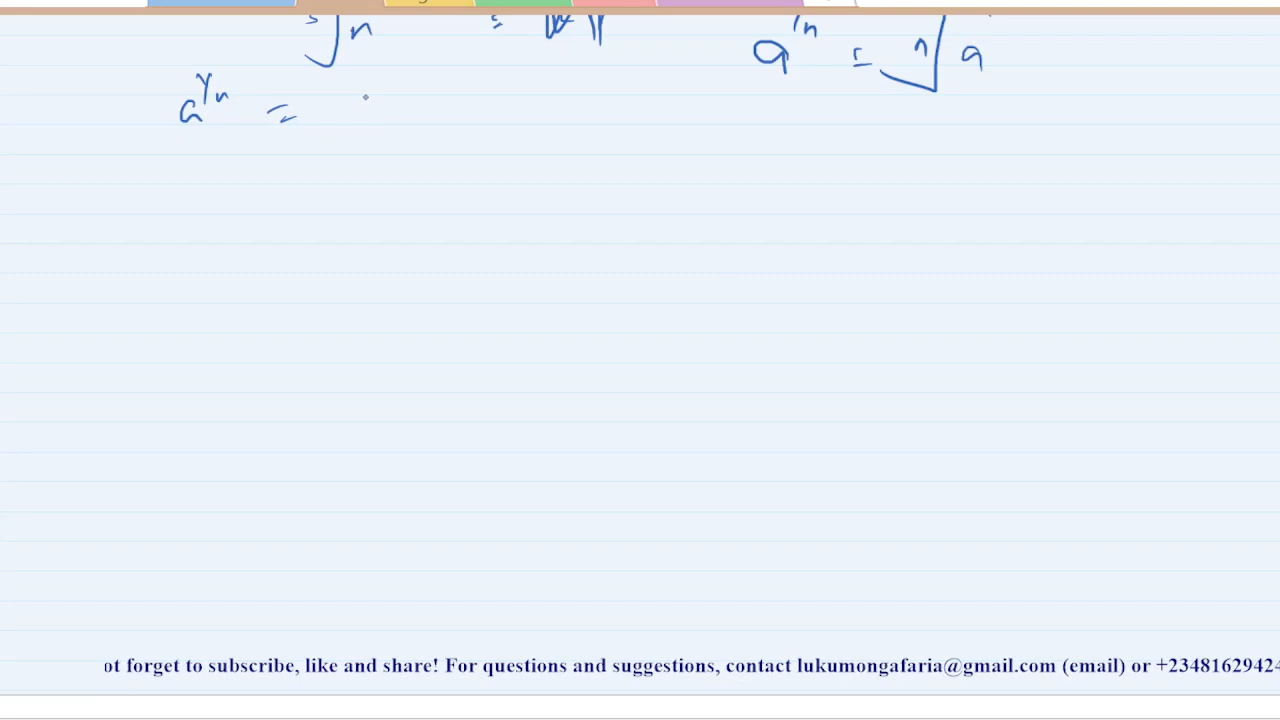 a^{1/n} = \sqrt[n]{a}
a^{1/n} =
ot forget to subscribe, like and share! For questions and suggestions, contact lukumongafaria@gmail.com (email) or +23481629424